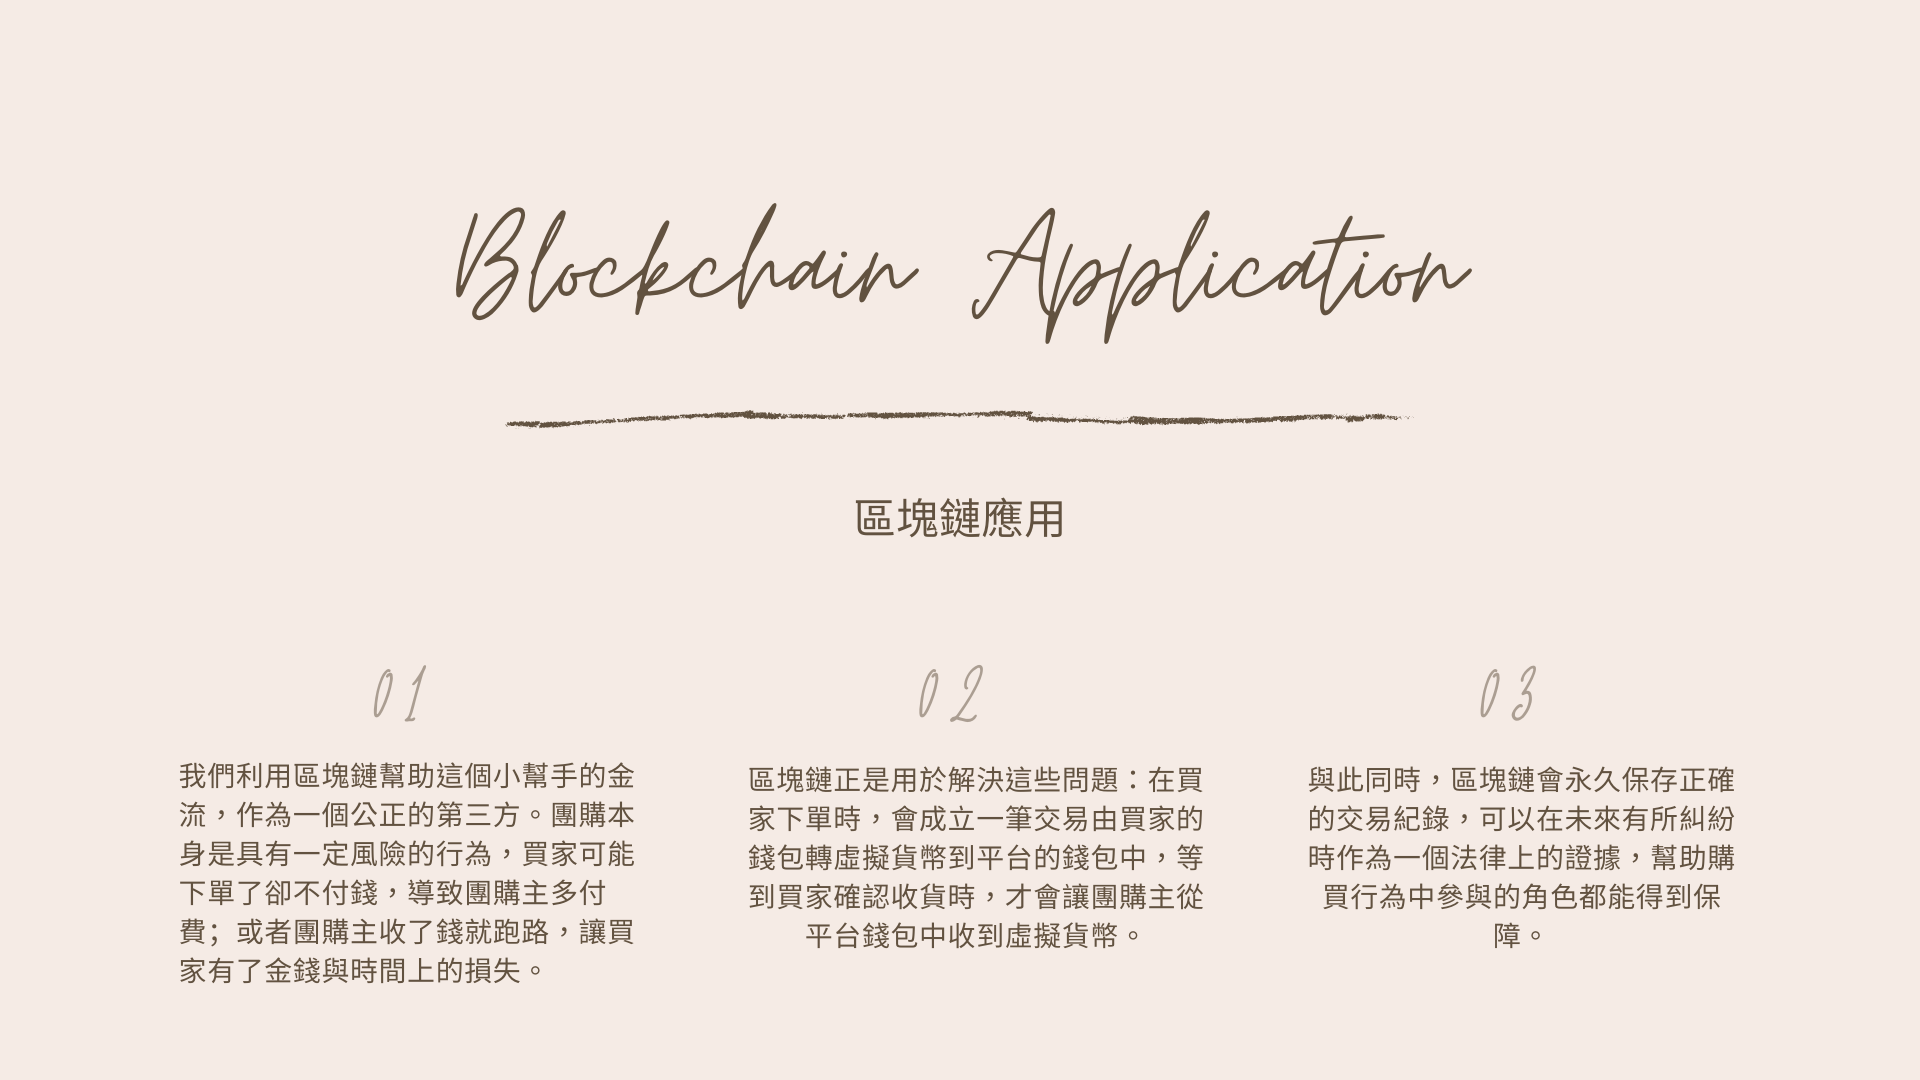 Blockchain Application
區塊鏈應用
01
我們利用區塊鏈幫助這個小幫手的金
流，作為一個公正的第三方。團購本
身是具有一定風險的行為，買家可能
下單了卻不付錢，導致團購主多付
費；或者團購主收了錢就跑路，讓買
家有了金錢與時間上的損失。
02
區塊鏈正是用於解決這些問題：在買
家下單時，會成立一筆交易由買家的
錢包轉虛擬貨幣到平台的錢包中，等
到買家確認收貨時，才會讓團購主從
平台錢包中收到虛擬貨幣。
03
與此同時，區塊鏈會永久保存正確
的交易紀錄，可以在未來有所糾紛
時作為一個法律上的證據，幫助購
買行為中參與的角色都能得到保
障。